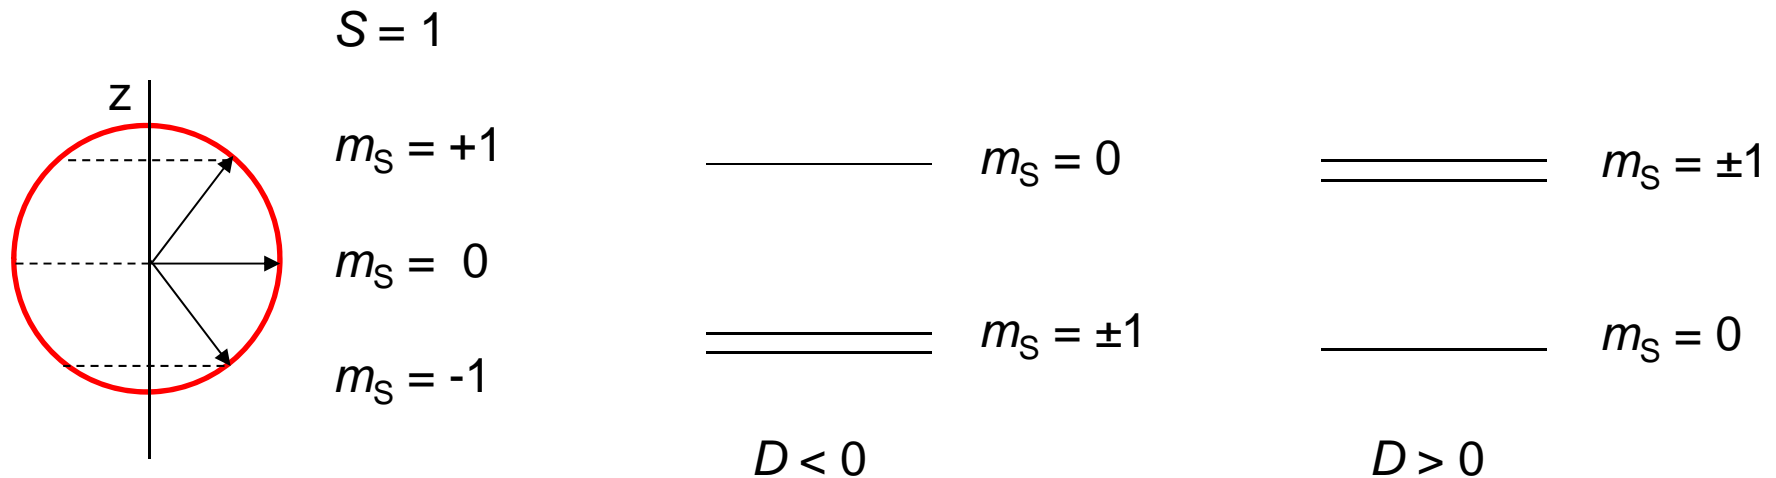 S = 1
z
mS = +1
mS = 0
mS = -1
mS = 0
mS = ±1
D < 0
mS = ±1
mS = 0
D > 0